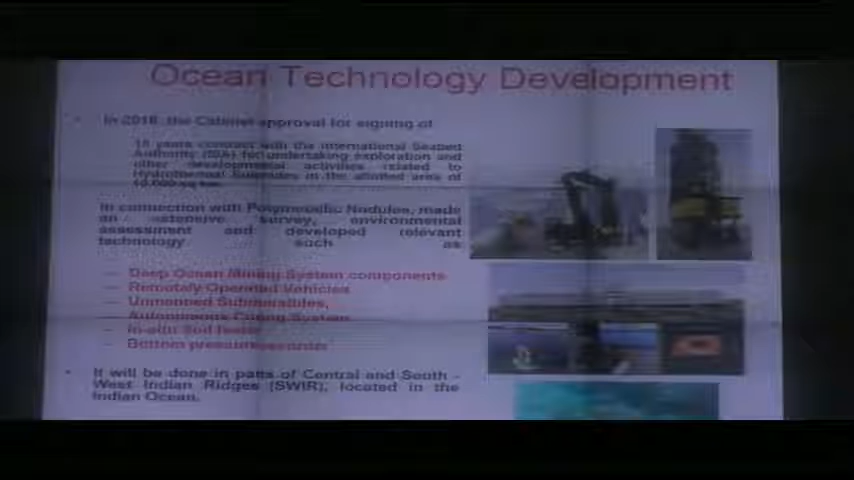 Ocean Technology Development
In 2016, the Cabinet approval for signing of
15 years contract with the International Seabed
Authority (ISA) for undertaking exploration and
other developmental activities related to
Hydrothermal Sulphides in the allotted area of
10,000 sq km.
In connection with Polymetallic Nodules, made
an extensive survey, environmental
assessment and developed relevant
technology such as:
– Deep Ocean Mining System components
– Remotely Operated Vehicles
– Unmanned Submersibles,
– Autonomous Coring System
– In-situ Soil tester
– Bottom pressure recorder
• It will be done in parts of Central and South -
West Indian Ridges (SWIR), located in the
Indian Ocean.